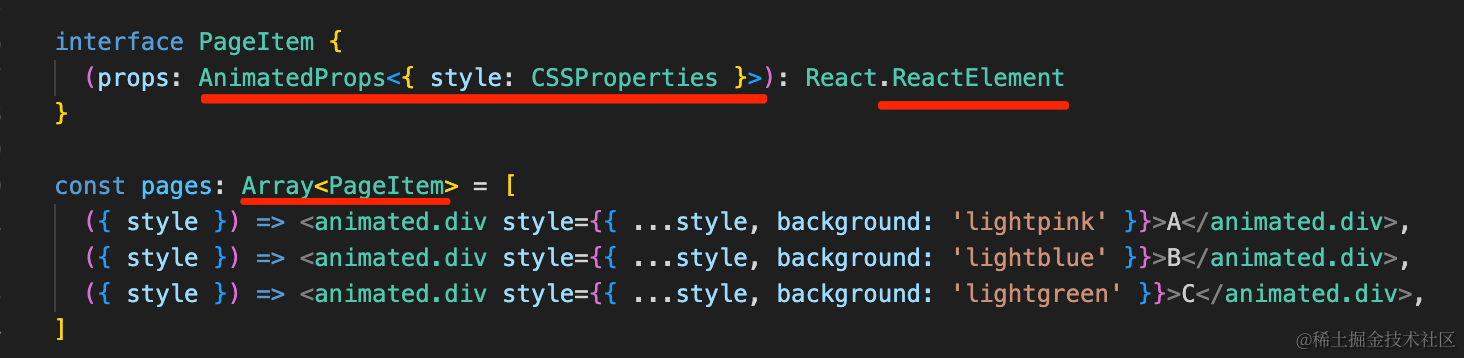 interface PageItem {
  (props: AnimatedProps<{ style: CSSProperties }>): React.ReactElement
}
const pages: Array<PageItem> = [
  ({ style }) => <animated.div style={{ ...style, background: 'lightpink' }}>A</animated.div>,
  ({ style }) => <animated.div style={{ ...style, background: 'lightblue' }}>B</animated.div>,
  ({ style }) => <animated.div style={{ ...style, background: 'lightgreen' }}>C</animated.div>,
]
@稀土掘金技术社区